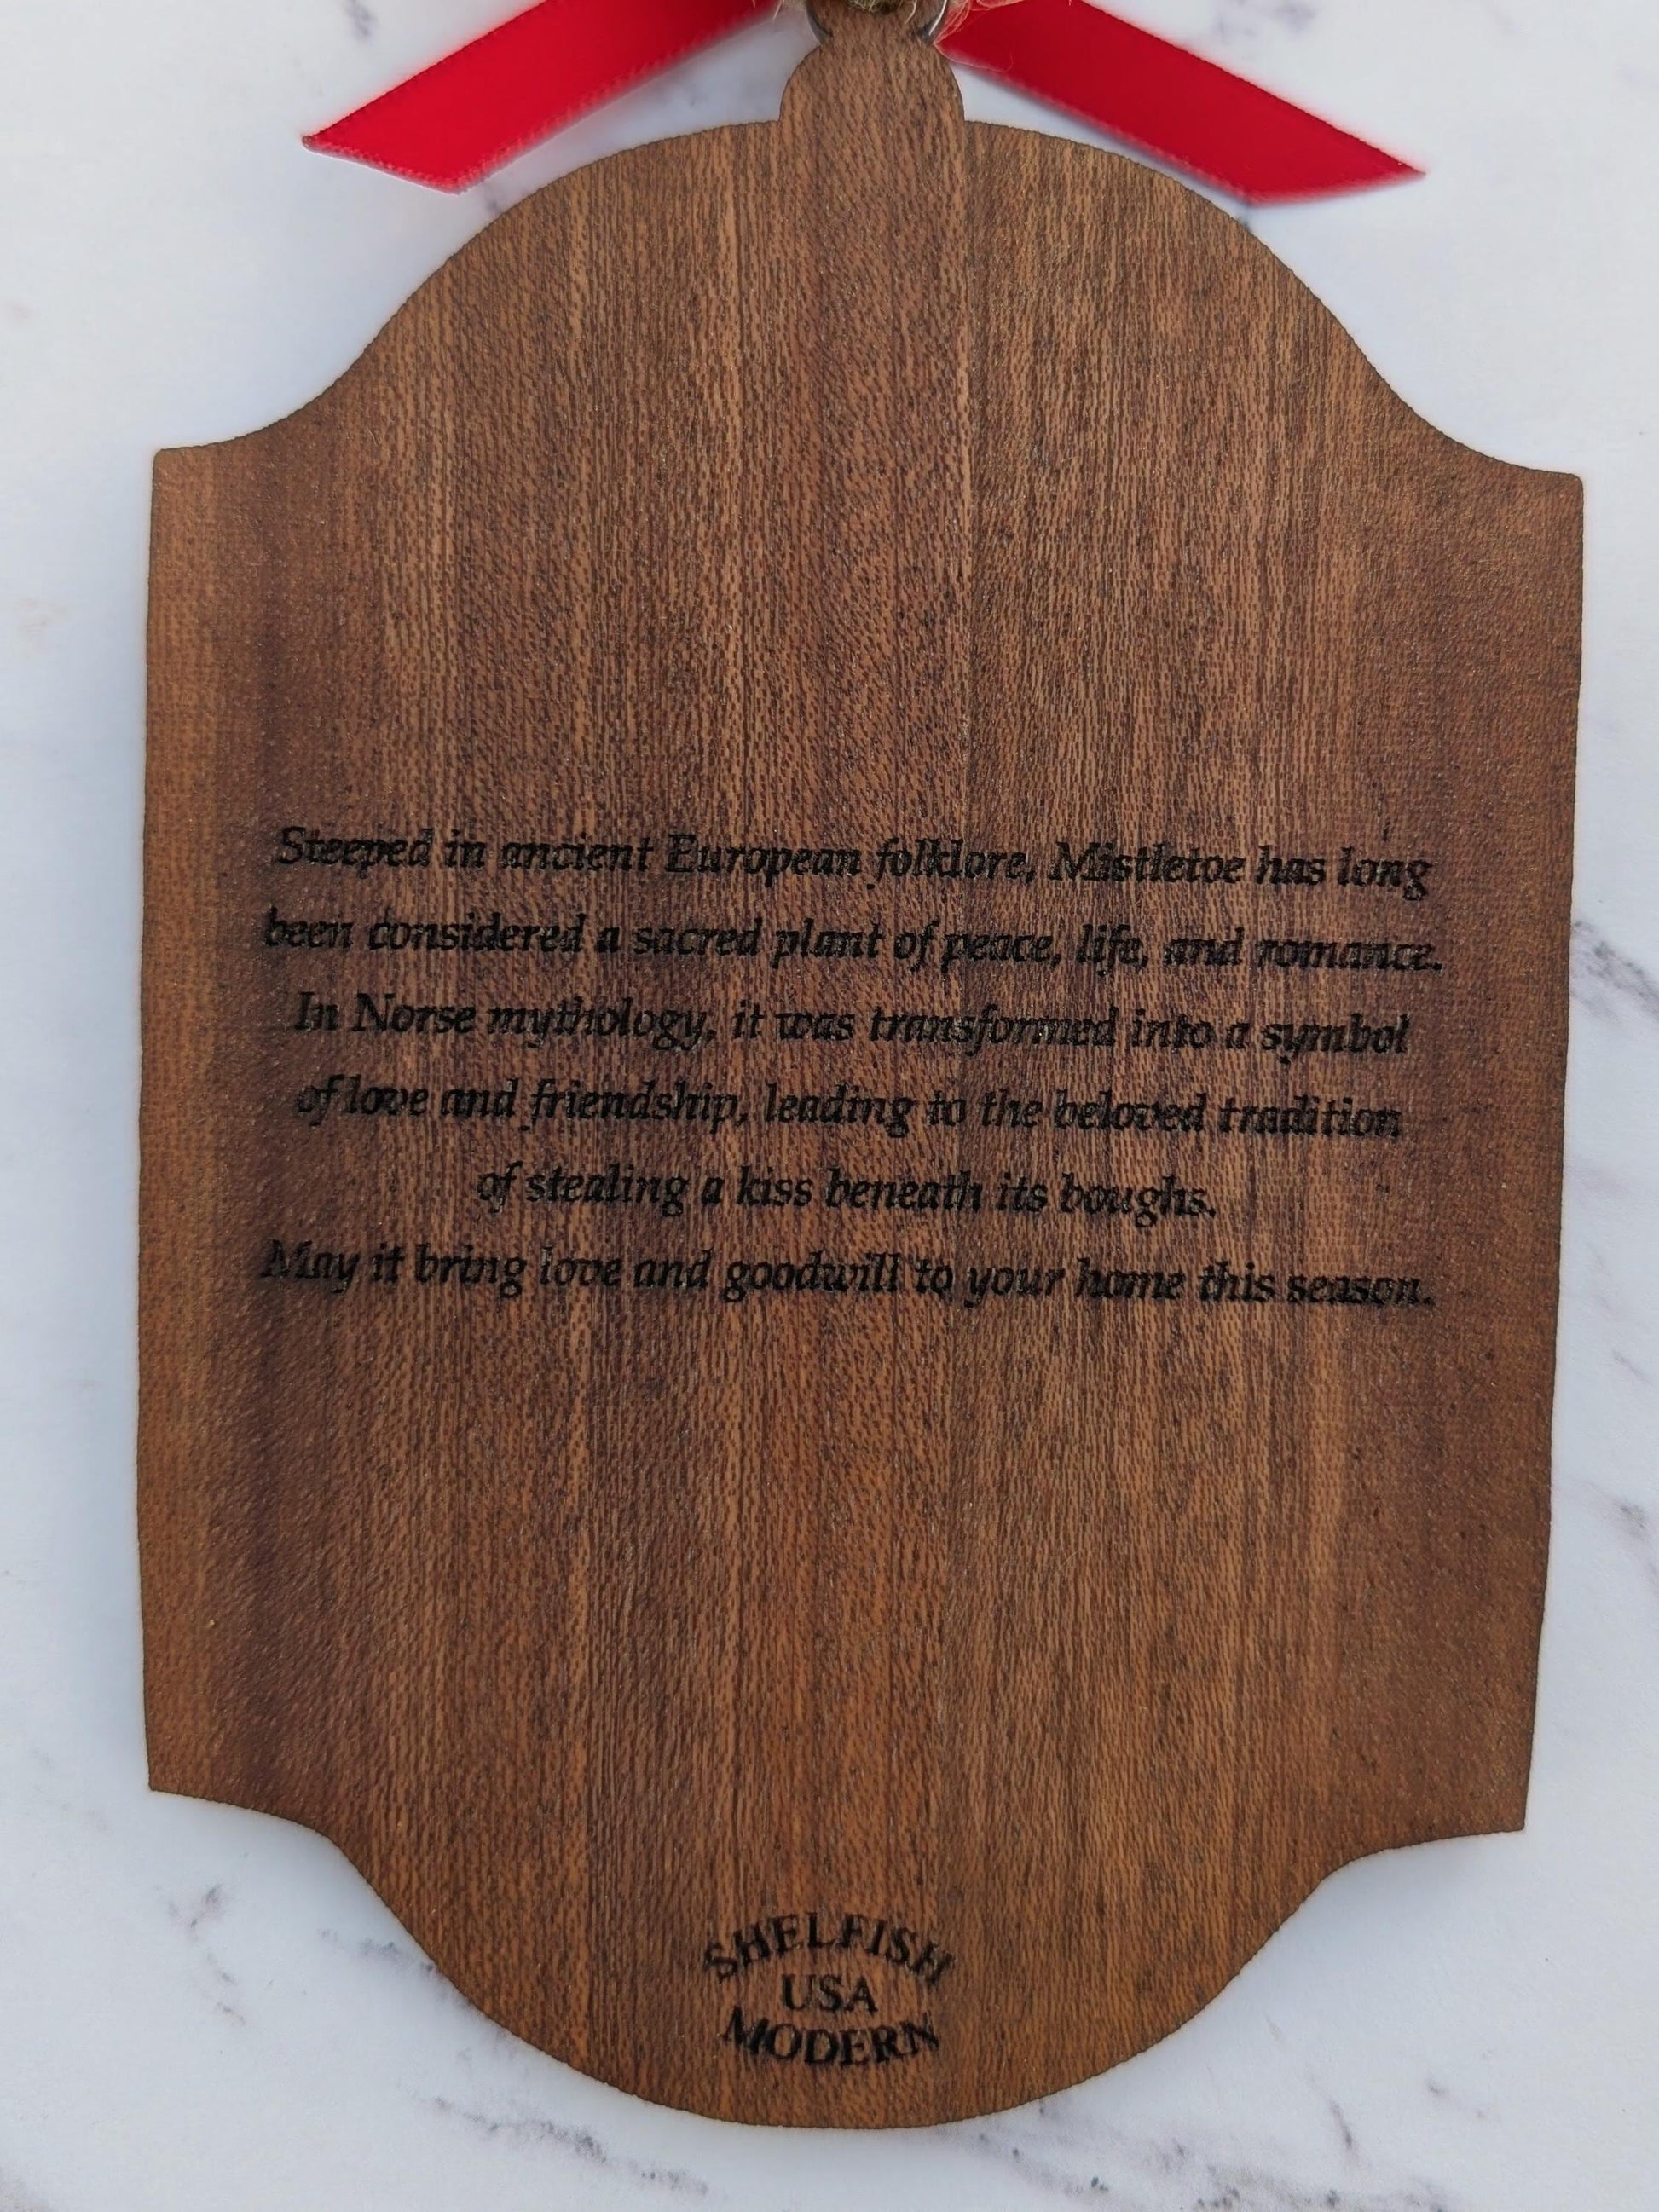 Steeped in ancient European folklore, Mistletoe has long
been considered a sacred plant of peace, life, and romance.
In Norse mythology, it was transformed into a symbol
of love and friendship, leading to the beloved tradition
of stealing a kiss beneath its boughs.
May it bring love and goodwill to your home this season.
SHELFISH
USA
MODERN